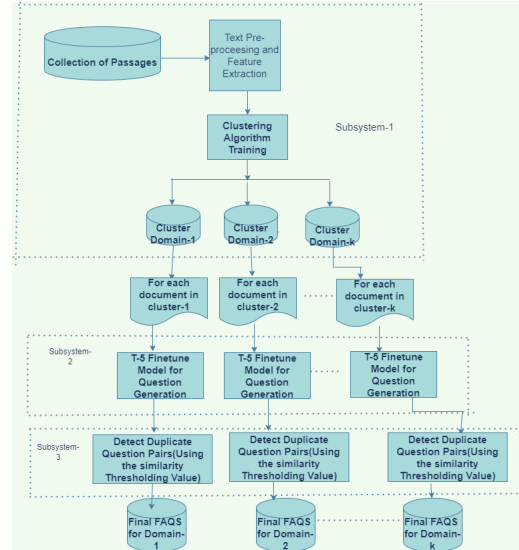 Collection of Passages
Text Pre-
proceesing and
Feature
Extraction
Clustering
Algorithm
Training
Subsystem-1
Cluster
Domain-1
Cluster
Domain-2
Cluster
Domain-k
For each
document in
cluster-1
For each
document in
cluster-2
For each
document in
cluster-k
Subsystem-
2
T-5 Finetune
Model for
Question
Generation
T-5 Finetune
Model for
Question
Generation
T-5 Finetune
Model for
Question
Generation
Subsystem-
3
Detect Duplicate
Question Pairs(Using
the similarity
Thresholding Value)
Detect Duplicate
Question Pairs(Using
the similarity
Thresholding Value)
Detect Duplicate
Question Pairs(Using
the similarity
Thresholding Value)
Final FAQS
for Domain-
1
Final FAQS
for Domain-
2
Final FAQS
for Domain-
k